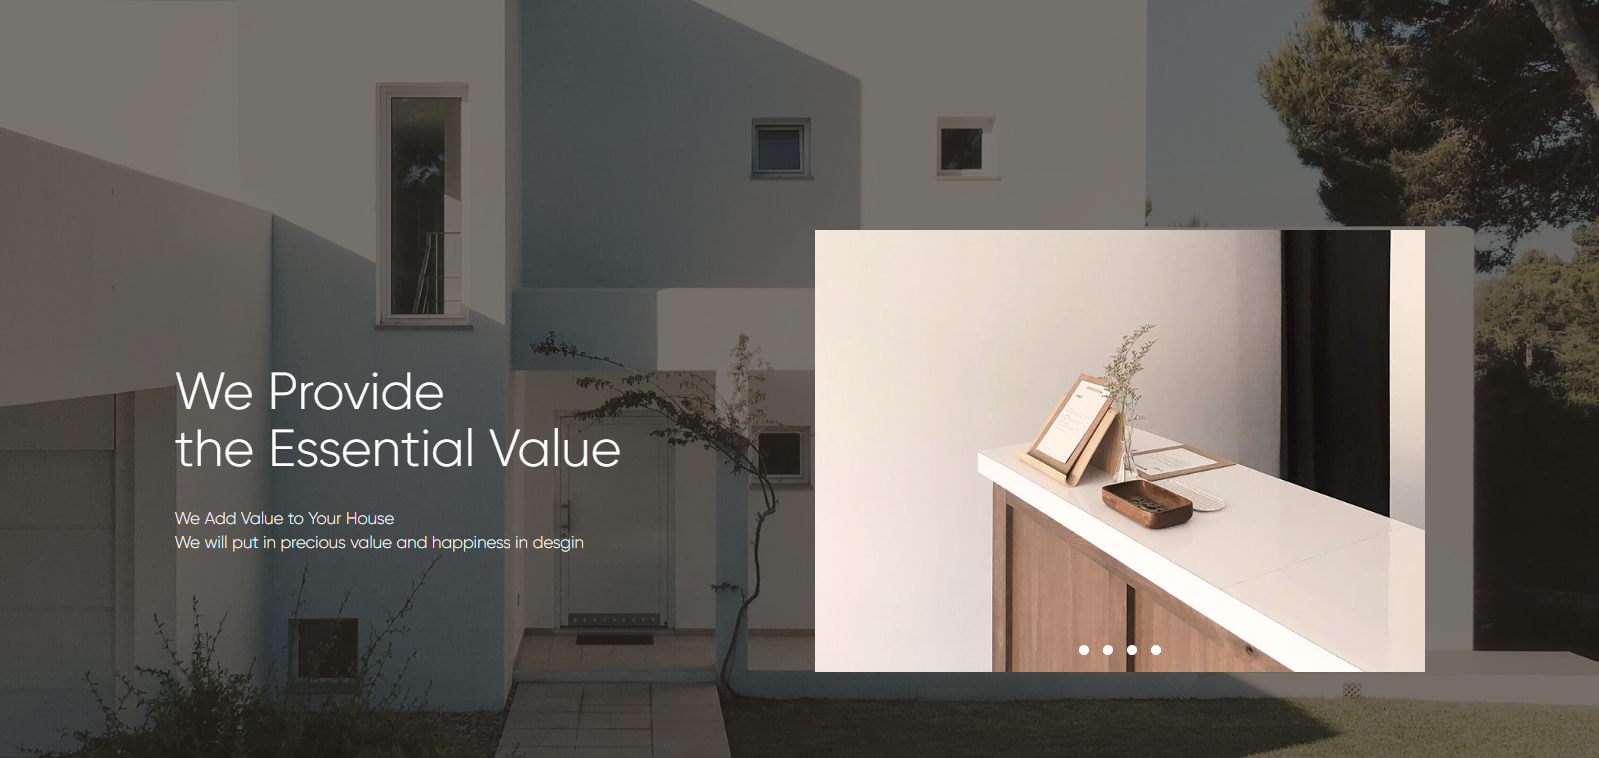 We Provide
the Essential Value
We Add Value to Your House
We will put in precious value and happiness in desgin